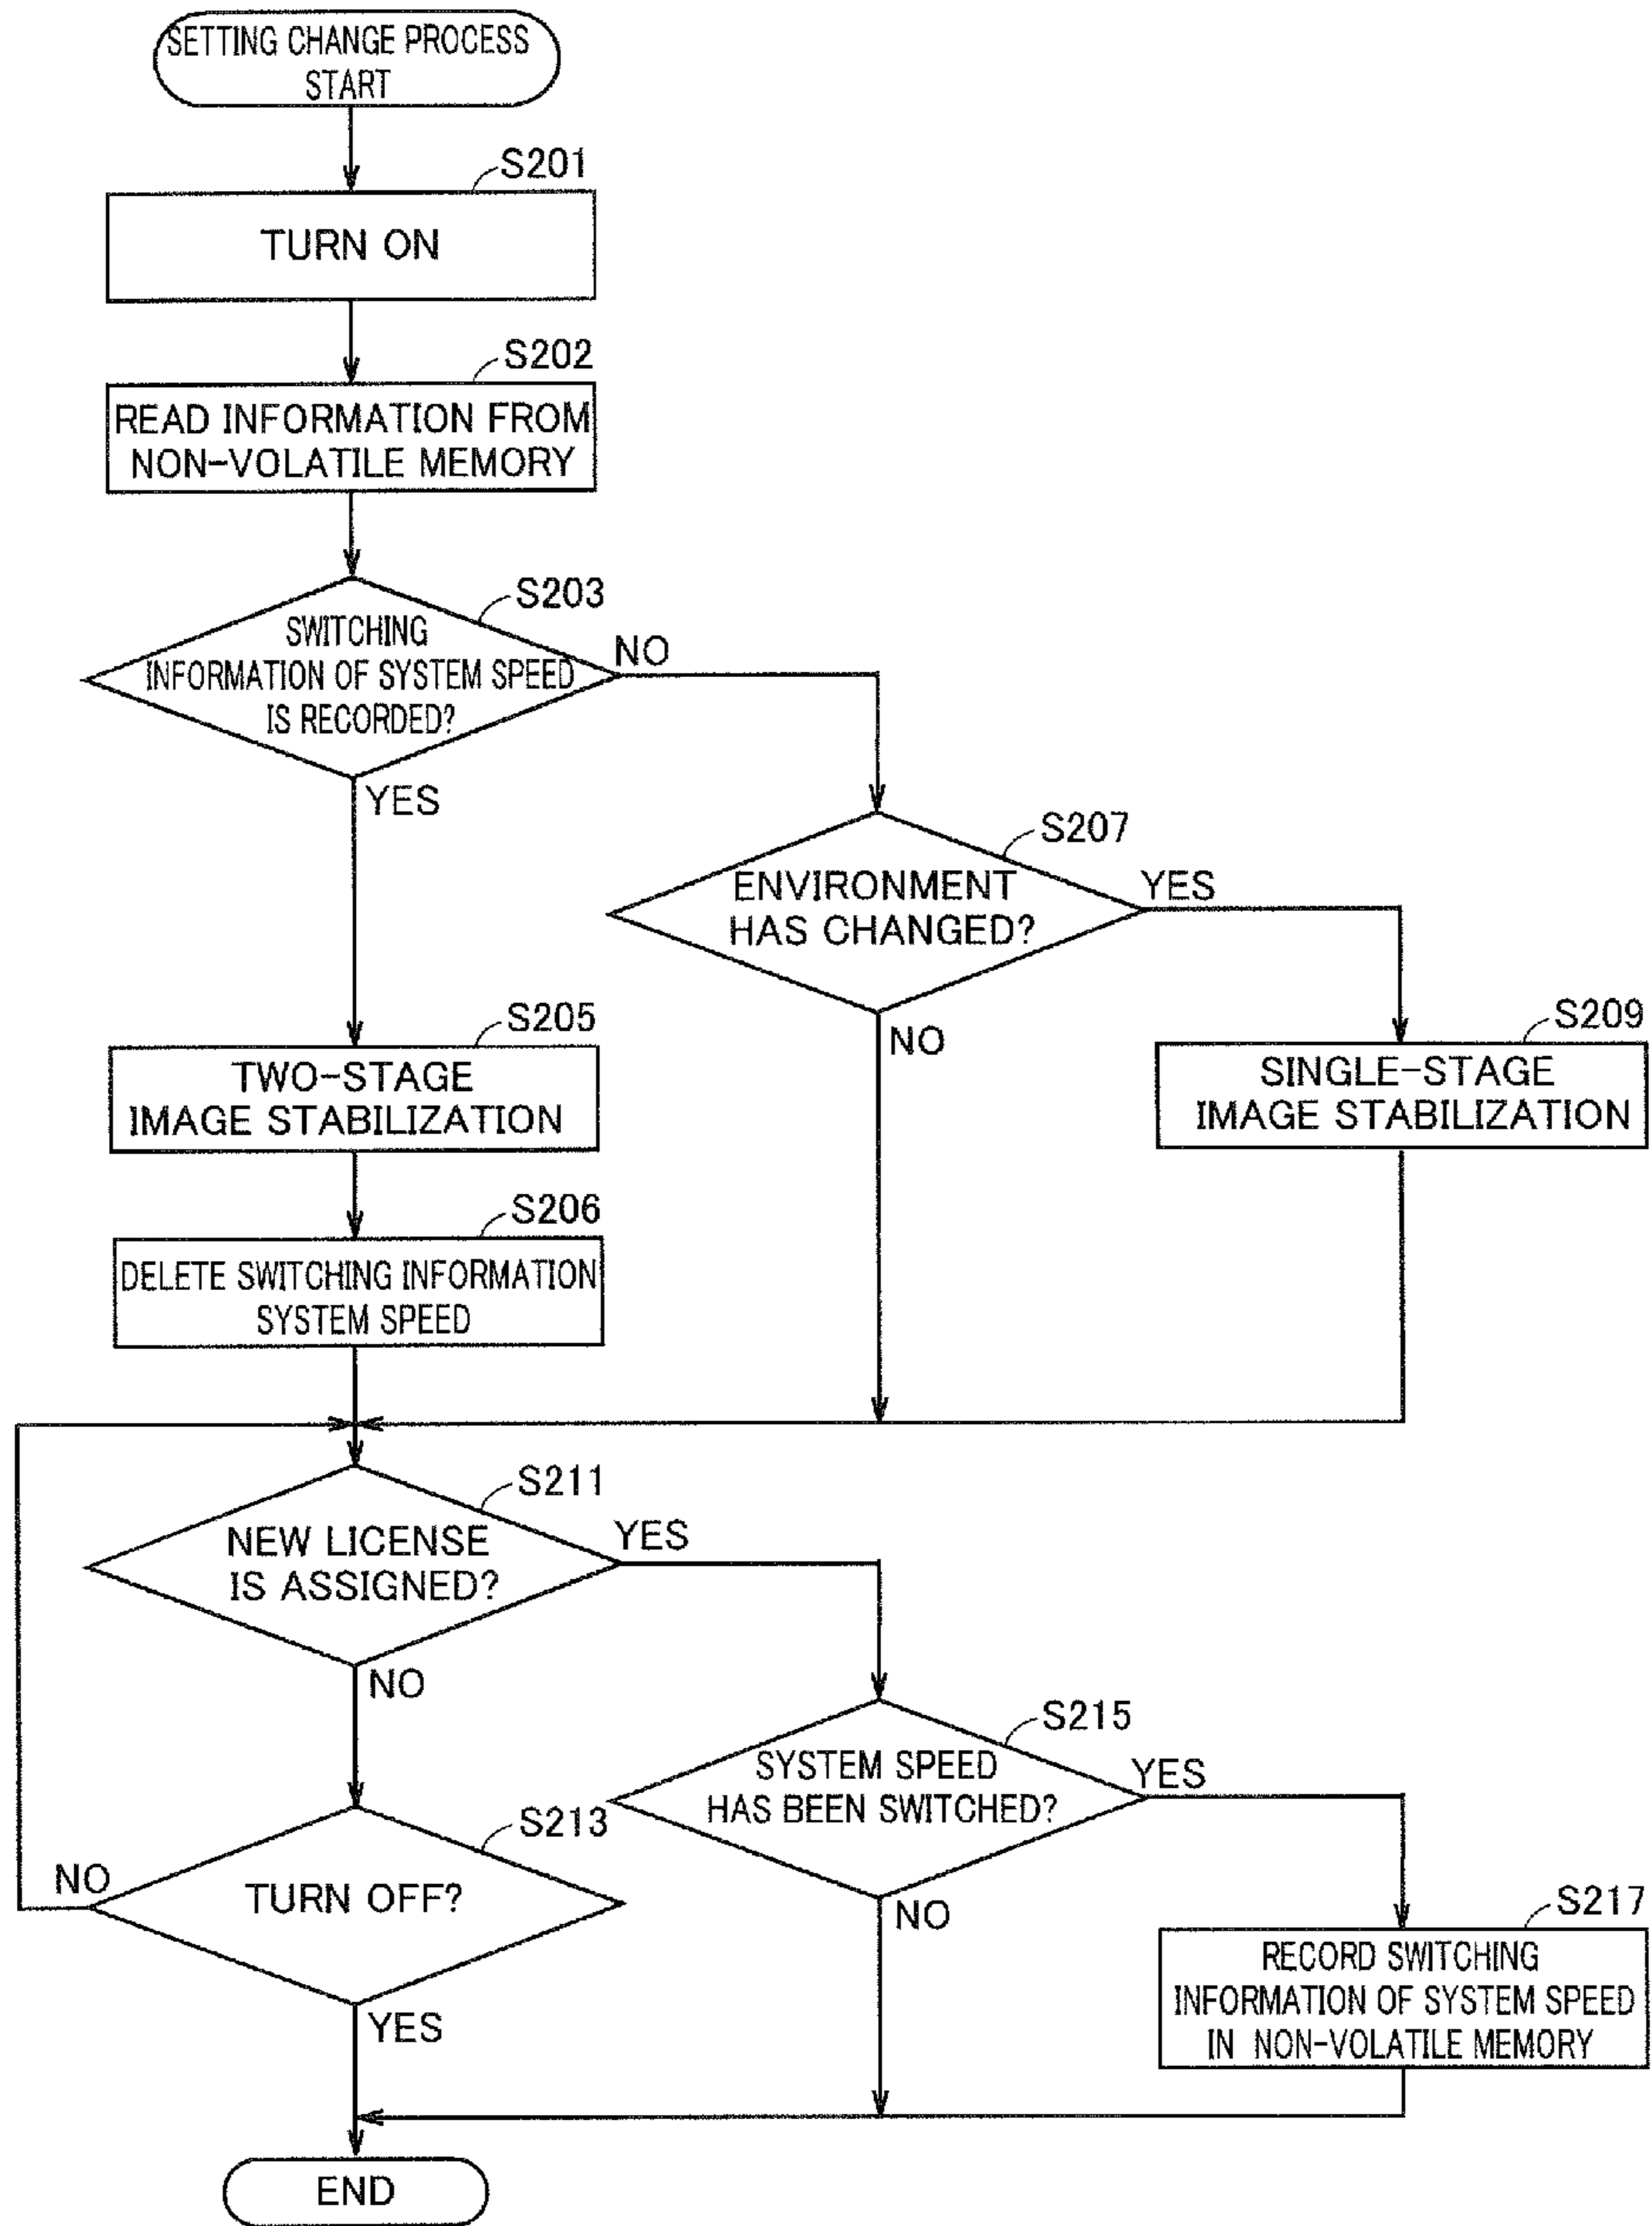 SETTING CHANGE PROCESS
START
S201
TURN ON
S202
READ INFORMATION FROM
NON-VOLATILE MEMORY
S203
SWITCHING
INFORMATION OF SYSTEM SPEED
IS RECORDED?
NO
YES
S207
ENVIRONMENT
HAS CHANGED?
YES
NO
S205
TWO-STAGE
IMAGE STABILIZATION
S209
SINGLE-STAGE
IMAGE STABILIZATION
S206
DELETE SWITCHING INFORMATION
SYSTEM SPEED
S211
NEW LICENSE
IS ASSIGNED?
YES
NO
S215
SYSTEM SPEED
HAS BEEN SWITCHED?
YES
NO
S213
TURN OFF?
NO
YES
S217
RECORD SWITCHING
INFORMATION OF SYSTEM SPEED
IN NON-VOLATILE MEMORY
END